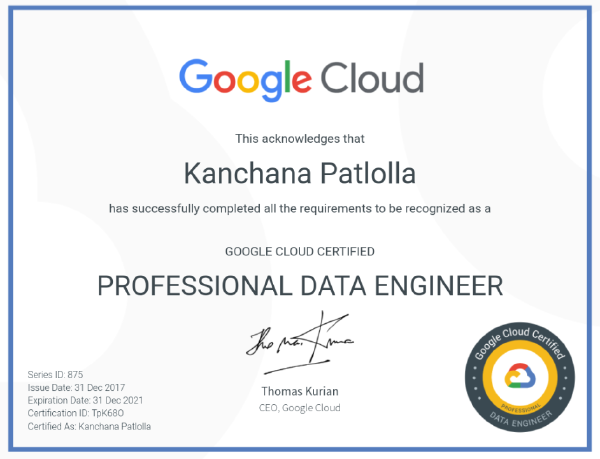 Google Cloud
This acknowledges that
Kanchana Patlolla
has successfully completed all the requirements to be recognized as a
GOOGLE CLOUD CERTIFIED
PROFESSIONAL DATA ENGINEER
Series ID: 875
Issue Date: 31 Dec 2017
Expiration Date: 31 Dec 2021
Certification ID: TpK68O
Certified As: Kanchana Patlolla
Thomas Kurian
CEO, Google Cloud
Google Cloud Certified
PROFESSIONAL
DATA ENGINEER